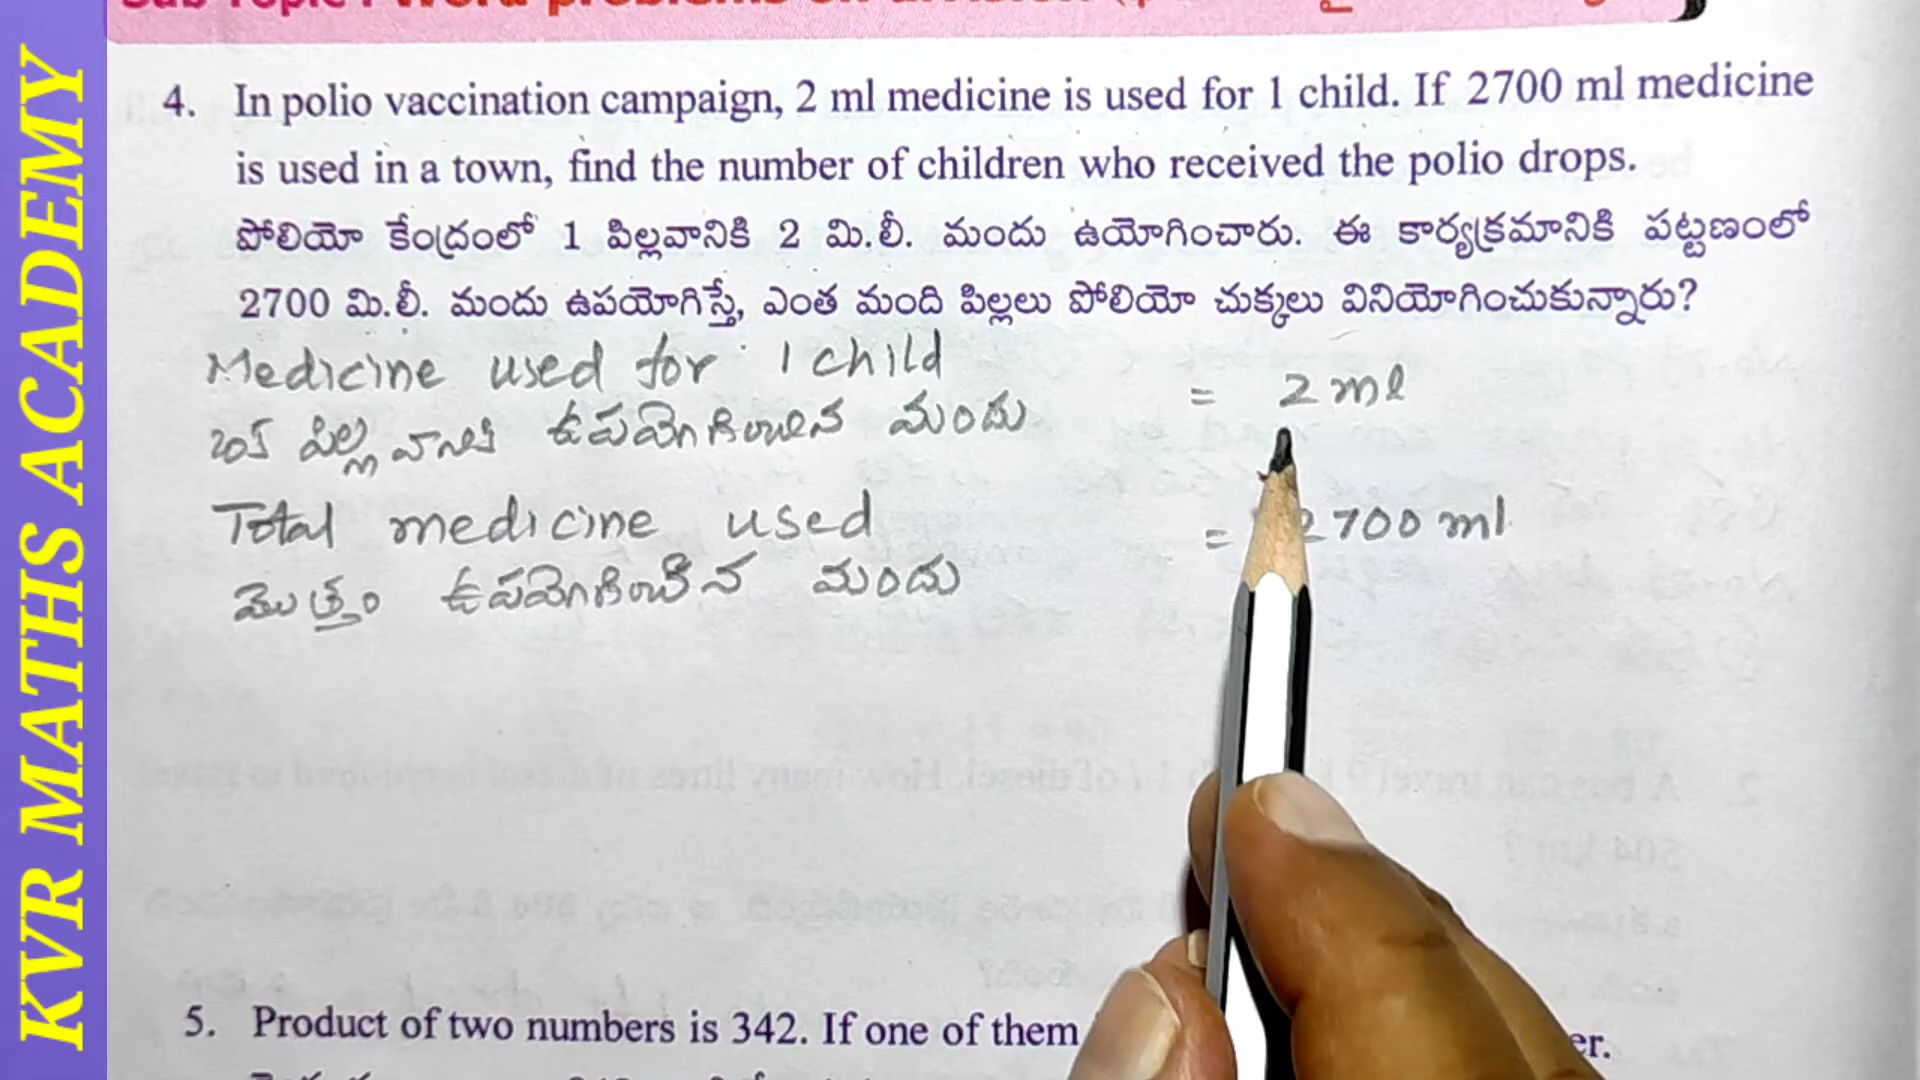 KVR MATHS ACADEMY
4. In polio vaccination campaign, 2 ml medicine is used for 1 child. If 2700 ml medicine
is used in a town, find the number of children who received the polio drops.
పోలియో కేంద్రంలో 1 పిల్లవానికి 2 మి.లీ. మందు ఉయోగించారు. ఈ కార్యక్రమానికి పట్టణంలో
2700 మి.లీ. మందు ఉపయోగిస్తే, ఎంత మంది పిల్లలు పోలియో చుక్కలు వినియోగించుకున్నారు?
Medicine used for 1 child = 2 ml
ఒక పిల్ల వానికి ఉపయోగించిన మందు
Total medicine used = 2700 ml
మొత్తం ఉపయోగించిన మందు
5. Product of two numbers is 342. If one of them